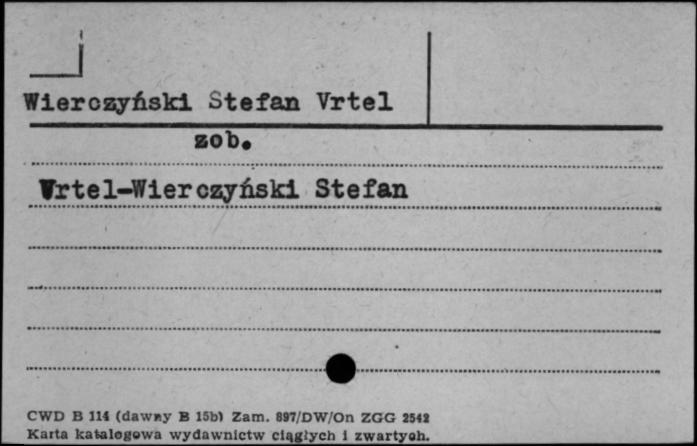 Wierczyński Stefan Vrtel
zob.
Vrtel-Wierczyński Stefan
CWD B 114 (dawny B 15b) Zam. 897/DW/On ZGG 2542
Karta katalogowa wydawnictw ciągłych i zwartych.